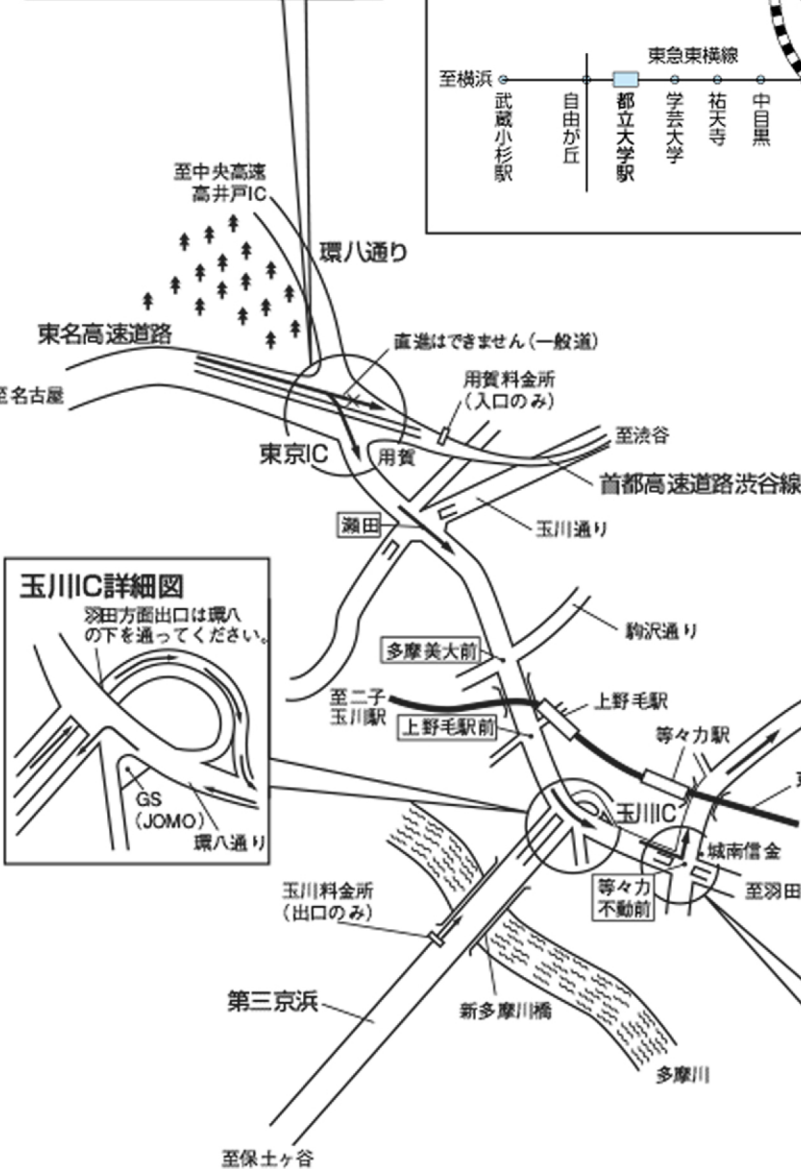 東急東横線
至横浜
武蔵小杉駅
自由が丘
都立大学駅
学芸大学
祐天寺
中目黒
至中央高速
高井戸IC
環八通り
東名高速道路
直進はできません(一般道)
至名古屋
用賀料金所
(入口のみ)
至渋谷
東京IC
用賀
首都高速道路渋谷線
瀬田
玉川通り
玉川IC詳細図
羽田方面出口は環八
の下を通ってください。
GS
(JOMO)
環八通り
駒沢通り
多摩美大前
至二子
玉川駅
上野毛駅
上野毛駅前
等々力駅
玉川IC
城南信金
等々力
不動前
至羽田
玉川料金所
(出口のみ)
第三京浜
新多摩川橋
多摩川
至保土ヶ谷